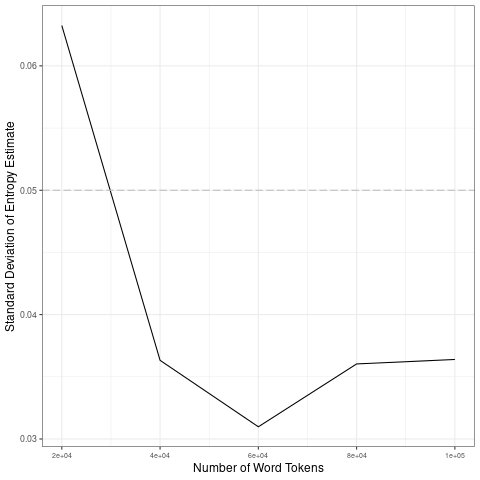 Standard Deviation of Entropy Estimate
0.06
0.05
0.04
0.03
2e+04 4e+04 6e+04 8e+04 1e+05
Number of Word Tokens